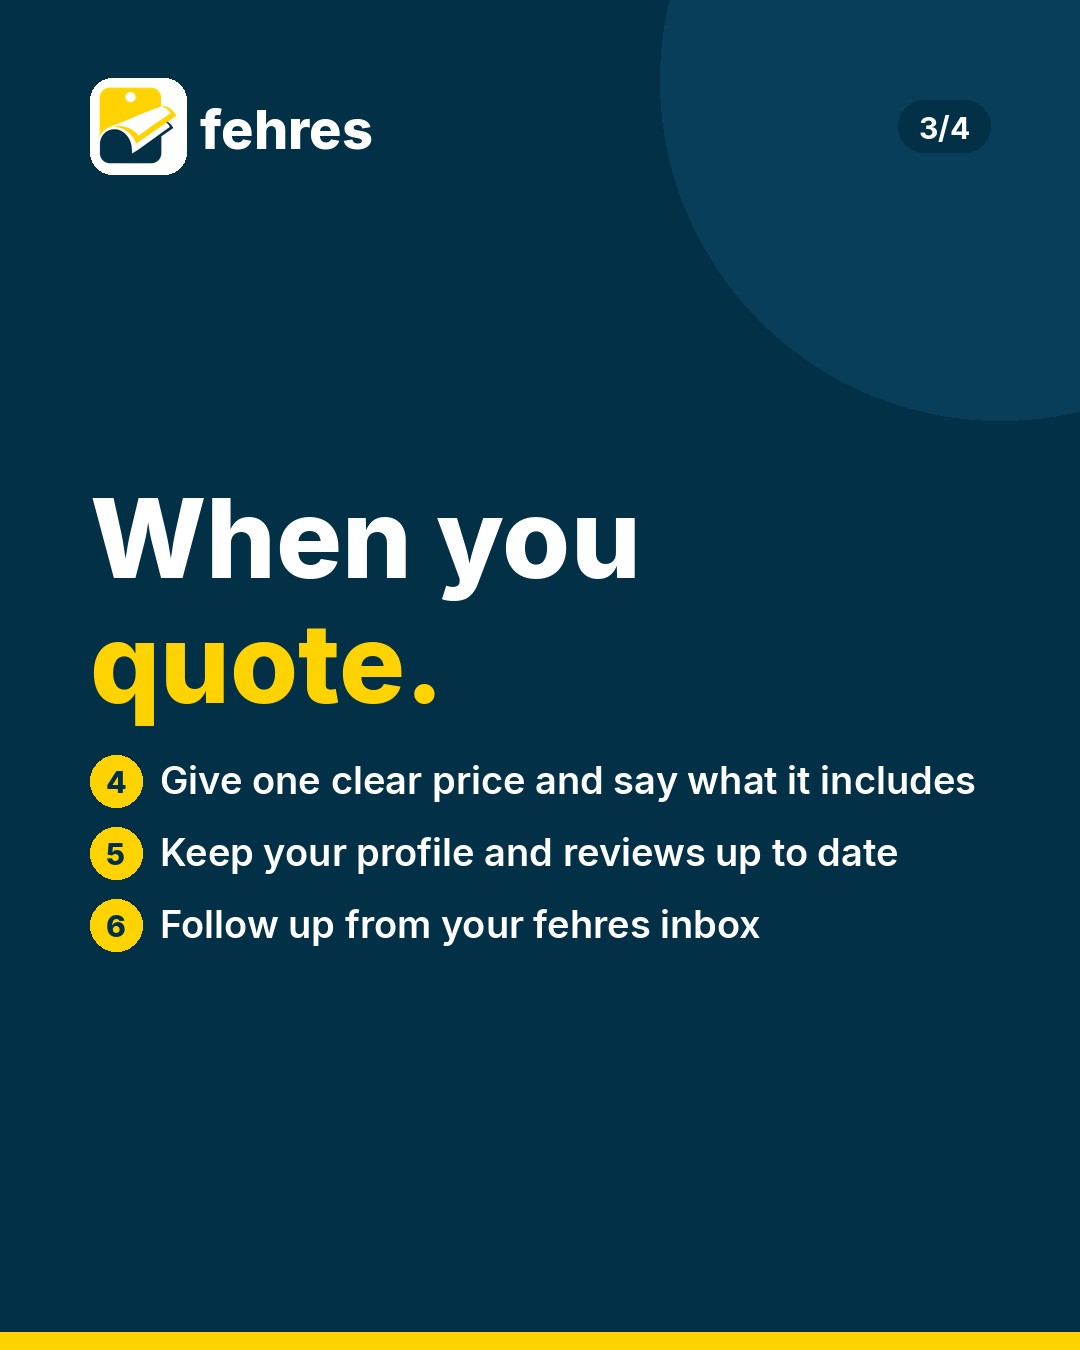 fehres
3/4
When you
quote.
4 Give one clear price and say what it includes
5 Keep your profile and reviews up to date
6 Follow up from your fehres inbox